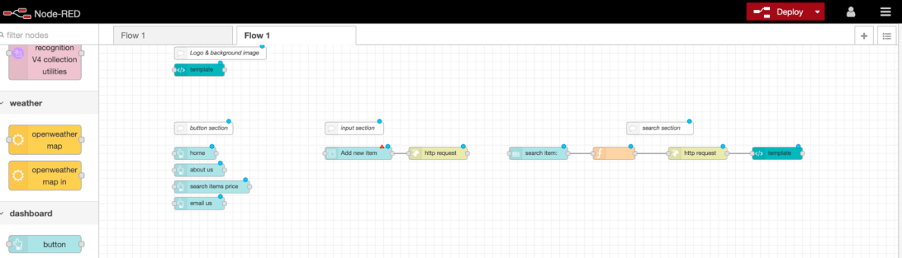 Node-RED
Deploy
filter nodes
Flow 1
Flow 1
recognition
V4 collection
utilities
weather
openweather
map
openweather
map in
dashboard
button
Logo & background image
template
button section
input section
search section
home
Add new item
http request
search item
f
http request
template
about us
search items price
email us